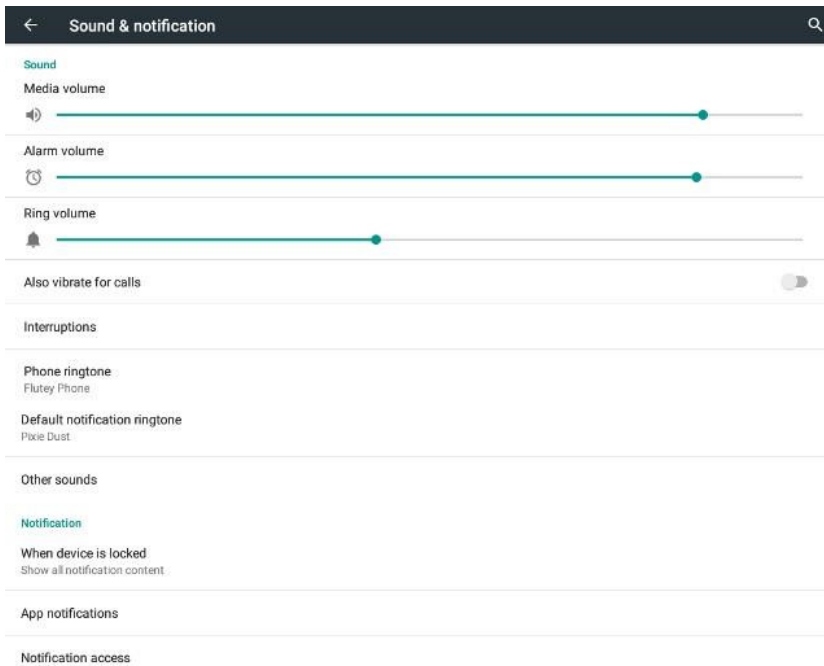 Sound & notification
Sound
Media volume
Alarm volume
Ring volume
Also vibrate for calls
Interruptions
Phone ringtone
Flutey Phone
Default notification ringtone
Pixie Dust
Other sounds
Notification
When device is locked
Show all notification content
App notifications
Notification access